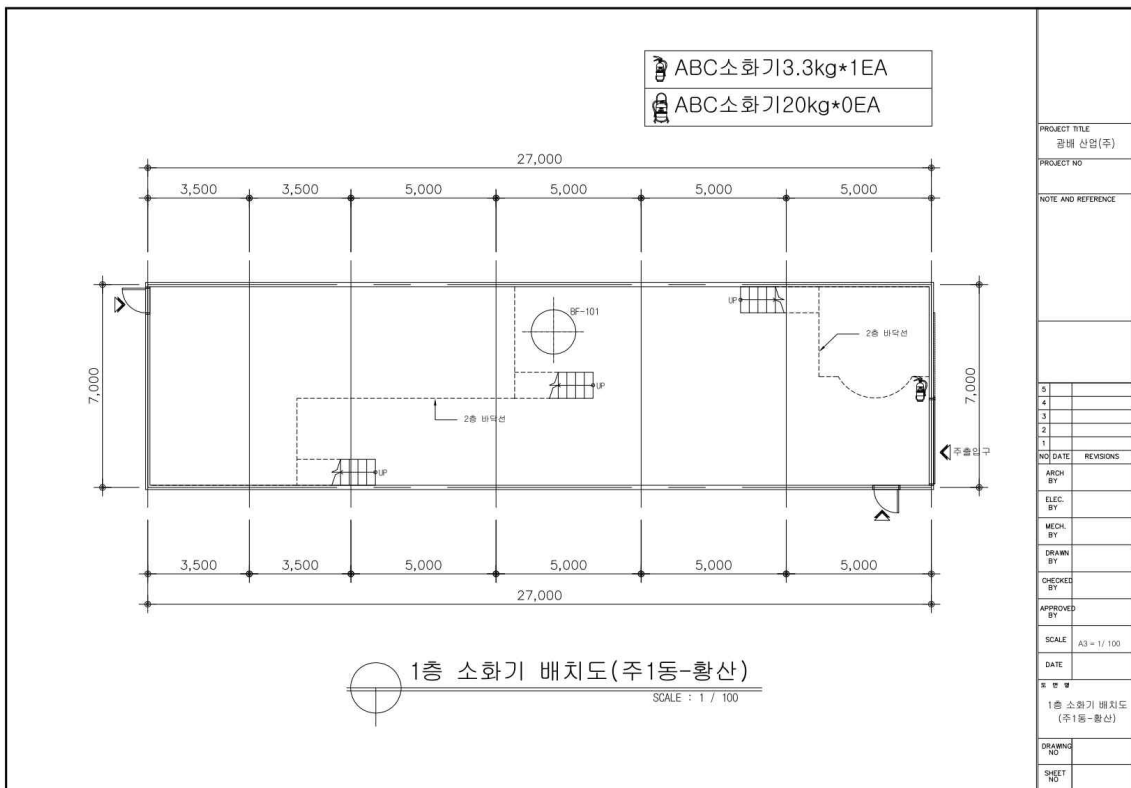 ABC소화기3.3kg*1EA
ABC소화기20kg*0EA
27,000
3,500 3,500 5,000 5,000 5,000 5,000
UP
BF-101
2층 바닥선
7,000
7,000
UP
2층 바닥선
UP
주출입구
3,500 3,500 5,000 5,000 5,000 5,000
27,000
1층 소화기 배치도(주1동-황산)
SCALE : 1 / 100
PROJECT TITLE
광배 산업(주)
PROJECT NO
NOTE AND REFERENCE
5
4
3
2
1
NO DATE REVISIONS
ARCH BY
ELEC. BY
MECH. BY
DRAWN BY
CHECKED BY
APPROVED BY
SCALE A3 = 1/ 100
DATE
도 면 명
1층 소화기 배치도
(주1동-황산)
DRAWING NO
SHEET NO